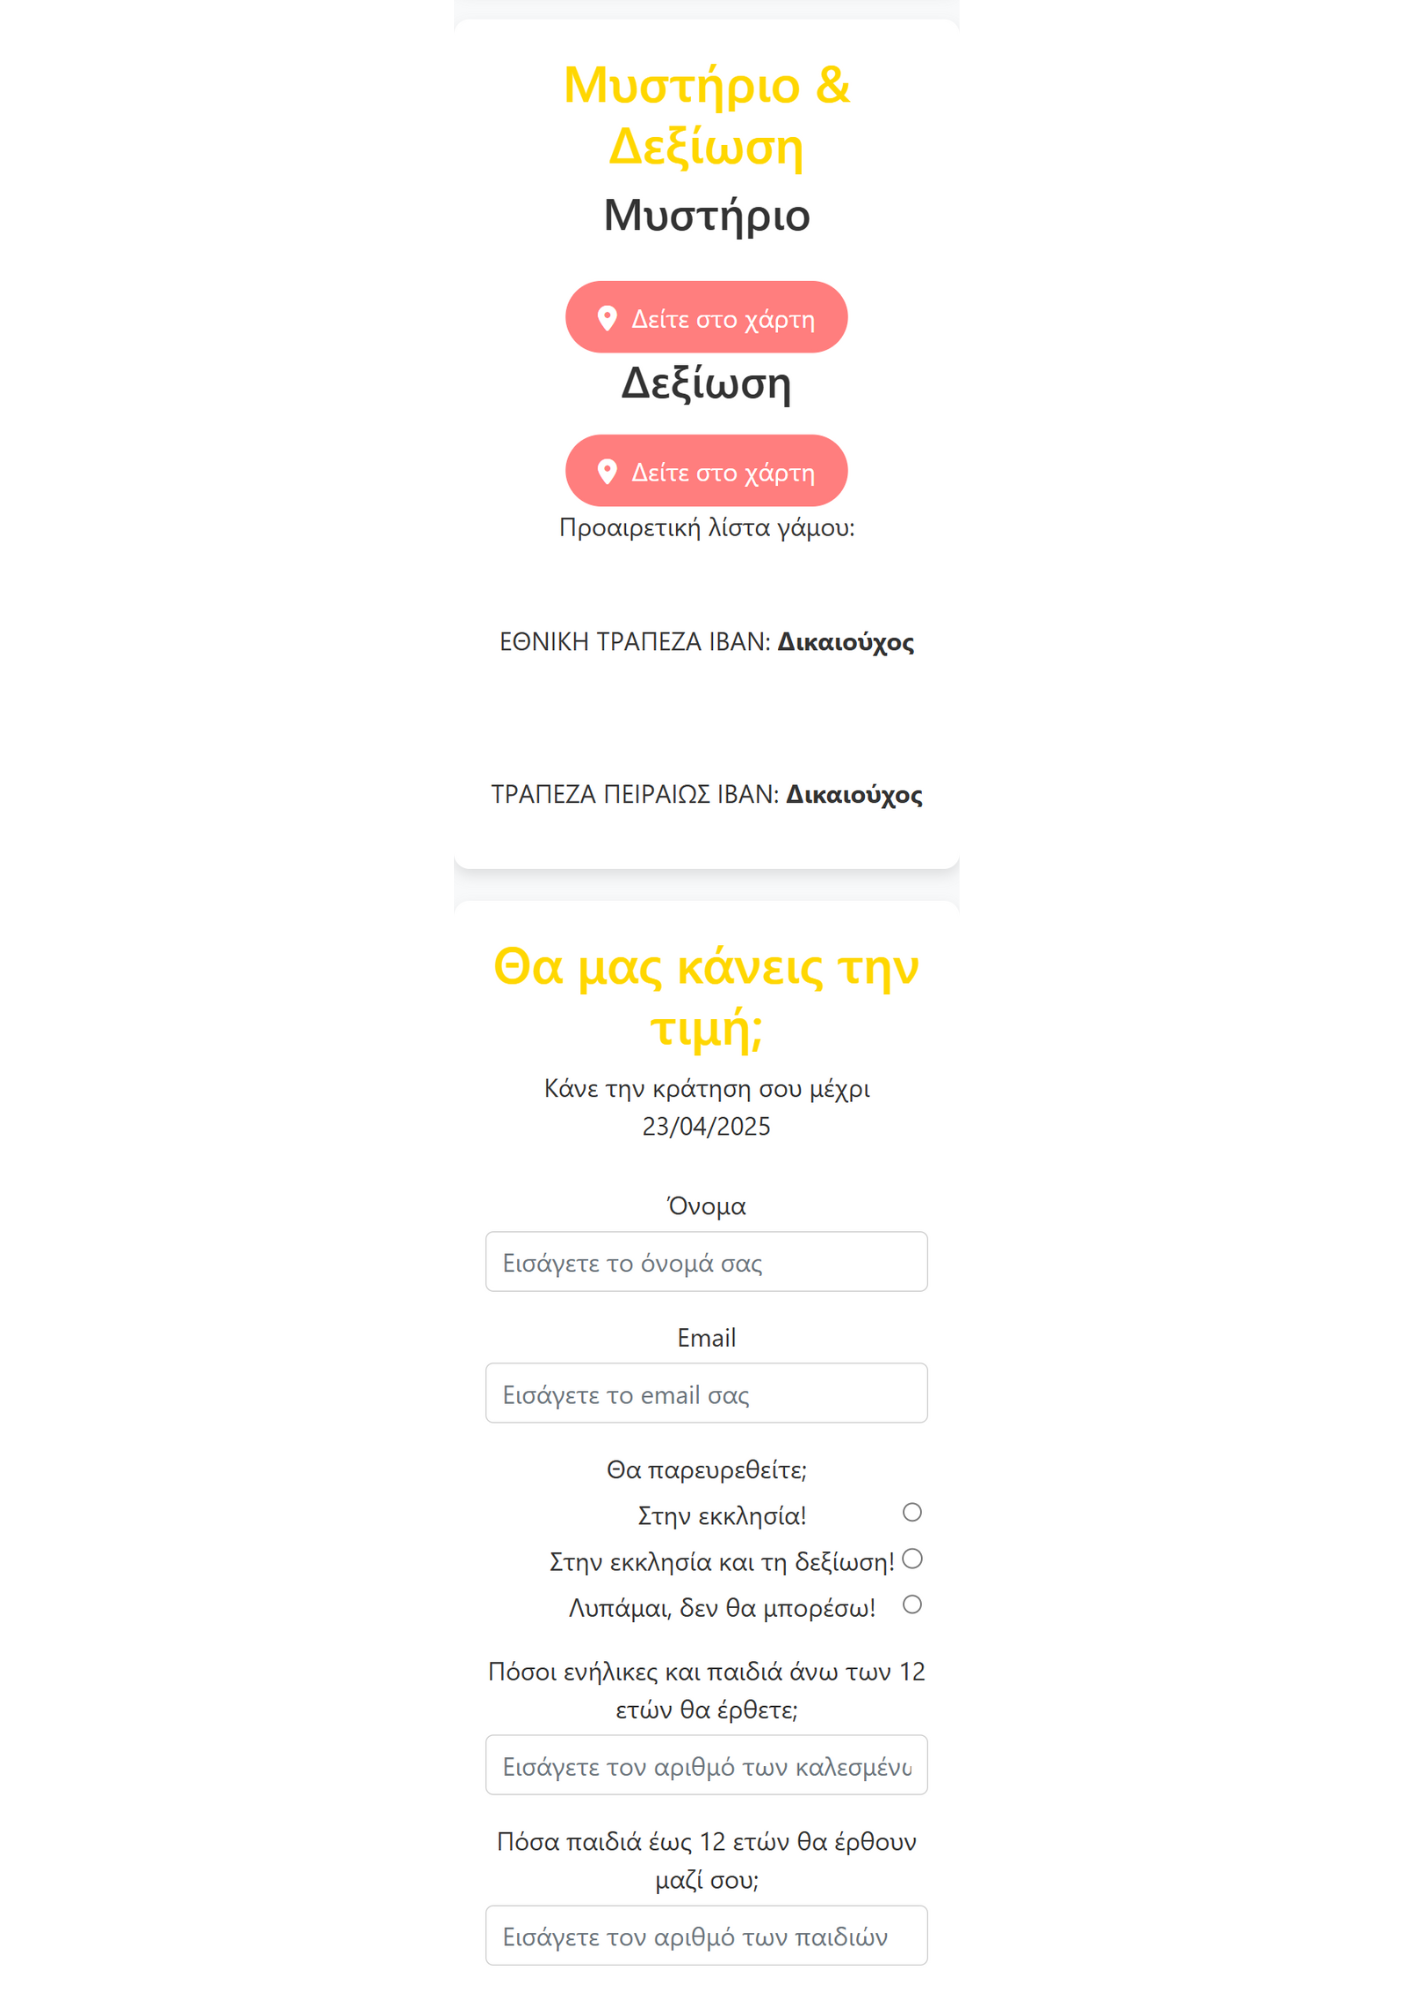 Μυστήριο &
Δεξίωση
Μυστήριο
Δείτε στο χάρτη
Δεξίωση
Δείτε στο χάρτη
Προαιρετική λίστα γάμου:
ΕΘΝΙΚΗ ΤΡΑΠΕΖΑ IBAN: Δικαιούχος
ΤΡΑΠΕΖΑ ΠΕΙΡΑΙΩΣ IBAN: Δικαιούχος
Θα μας κάνεις την
τιμή;
Κάνε την κράτηση σου μέχρι
23/04/2025
Όνομα
Εισάγετε το όνομά σας
Email
Εισάγετε το email σας
Θα παρευρεθείτε;
Στην εκκλησία!
Στην εκκλησία και τη δεξίωση!
Λυπάμαι, δεν θα μπορέσω!
Πόσοι ενήλικες και παιδιά άνω των 12
ετών θα έρθετε;
Εισάγετε τον αριθμό των
Πόσα παιδιά έως 12 ετών θα έρθουν
μαζί σου;
Εισάγετε τον αριθμό των παιδιών